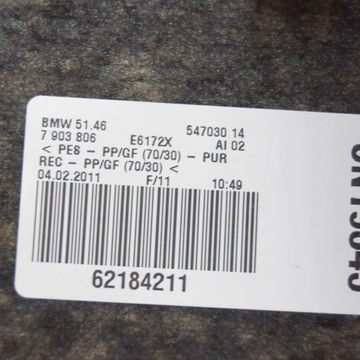 BMW 51.46 547030 14
7 903 806 E6172X AI 02
< PES - PP/GF (70/30) - PUR
REC - PP/GF (70/30) <
04.02.2011 F/11 10:49
62184211